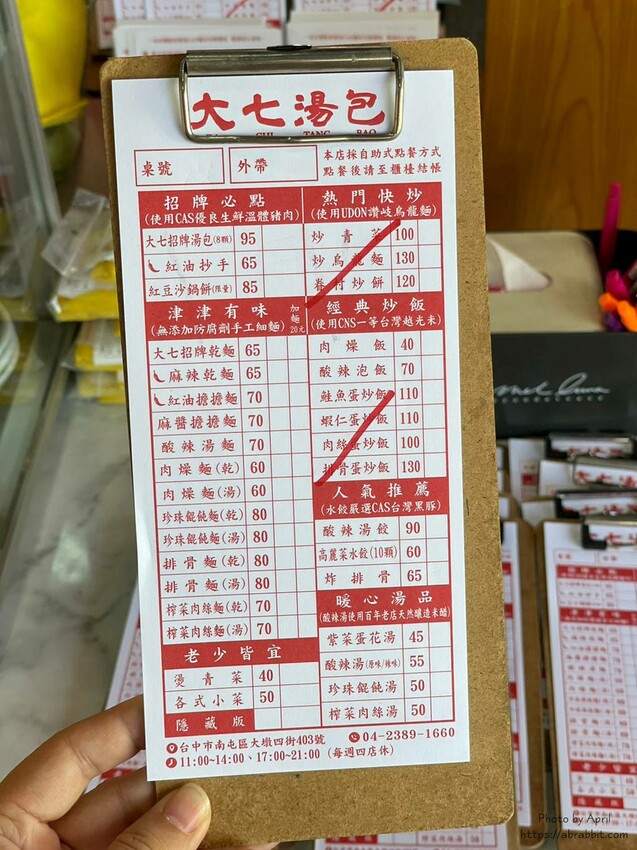 大七湯包
DA CHI TANG BAO
桌號
外帶
本店採自助式點餐方式
點餐後請至櫃檯結帳
招牌必點
(使用CAS優良生鮮溫體豬肉)
大七招牌湯包(8顆) 95
紅油抄手 65
紅豆沙鍋餅(限量) 85
津津有味
(無添加防腐劑手工細麵)
加麵20元
大七招牌乾麵 65
麻辣乾麵 65
紅油擔擔麵 70
麻醬擔擔麵 70
酸辣湯麵 70
肉燥麵(乾) 60
肉燥麵(湯) 60
珍珠餛飩麵(乾) 80
珍珠餛飩麵(湯) 80
排骨麵(乾) 80
排骨麵(湯) 80
榨菜肉絲麵(乾) 70
榨菜肉絲麵(湯) 70
老少皆宜
燙青菜 40
各式小菜 50
隱藏版
熱門快炒
(使用UDON讚岐烏龍麵)
炒青菜 100
炒烏龍麵 130
眷村炒餅 120
經典炒飯
(使用CNS一等台灣越光米)
肉燥飯 40
酸辣泡飯 70
鮭魚蛋炒飯 110
蝦仁蛋炒飯 110
肉絲蛋炒飯 100
排骨蛋炒飯 130
人氣推薦
(水餃嚴選CAS台灣黑豚)
酸辣湯餃 90
高麗菜水餃(10顆) 60
炸排骨 65
暖心湯品
(酸辣湯使用百年老店天然釀造米醋)
紫菜蛋花湯 45
酸辣湯(原味/辣味) 55
珍珠餛飩湯 50
榨菜肉絲湯 50
台中市南屯區大墩四街403號
04-2389-1660
11:00~14:00、17:00~21:00 (每週四店休)
Photo by April
https://abrabbit.com